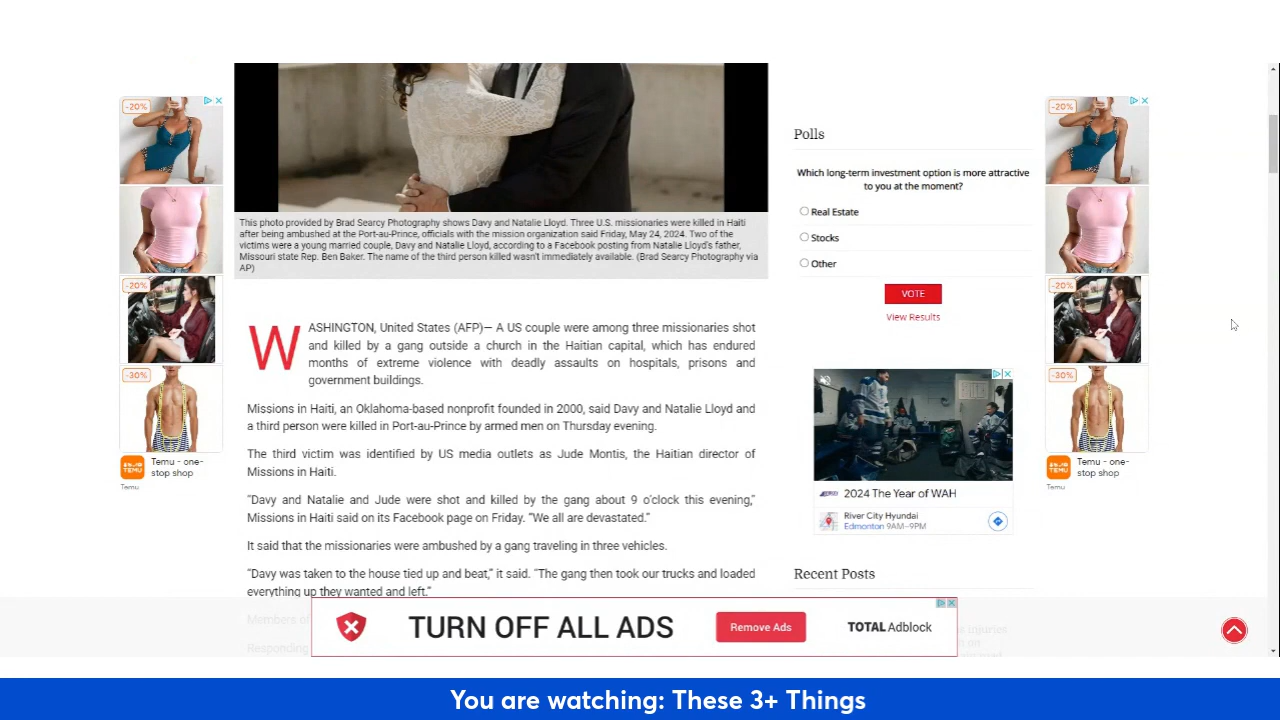 -20%
-20%
-30%
Temu - one-
stop shop
Temu
This photo provided by Brad Searcy Photography shows Davy and Natalie Lloyd. Three U.S. missionaries were killed in Haiti
after being ambushed at the Port-au-Prince, officials with the mission organization said Friday, May 24, 2024. Two of the
victims were a young married couple, Davy and Natalie Lloyd, according to a Facebook posting from Natalie Lloyd's father,
Missouri state Rep. Ben Baker. The name of the third person killed wasn't immediately available. (Brad Searcy Photography via
AP)
WASHINGTON, United States (AFP)— A US couple were among three missionaries shot
and killed by a gang outside a church in the Haitian capital, which has endured
months of extreme violence with deadly assaults on hospitals, prisons and
government buildings.
Missions in Haiti, an Oklahoma-based nonprofit founded in 2000, said Davy and Natalie Lloyd and
a third person were killed in Port-au-Prince by armed men on Thursday evening.
The third victim was identified by US media outlets as Jude Montis, the Haitian director of
Missions in Haiti.
“Davy and Natalie and Jude were shot and killed by the gang about 9 o'clock this evening,”
Missions in Haiti said on its Facebook page on Friday. “We all are devastated.”
It said that the missionaries were ambushed by a gang traveling in three vehicles.
“Davy was taken to the house tied up and beat,” it said. “The gang then took our trucks and loaded
everything up they wanted and left.”
Members of
Responding
Polls
Which long-term investment option is more attractive
to you at the moment?
Real Estate
Stocks
Other
VOTE
View Results
2024 The Year of WAH
River City Hyundai
Edmonton 9AM–9PM
Recent Posts
injuries
on
-20%
-20%
-30%
Temu - one-
stop shop
Temu
TURN OFF ALL ADS
Remove Ads
TOTAL Adblock
You are watching: These 3+ Things